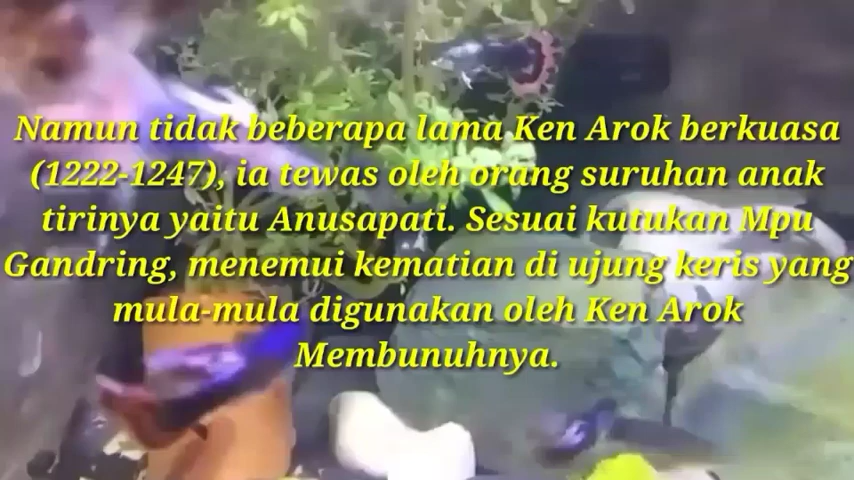 Namun tidak beberapa lama Ken Arok berkuasa
(1222-1247), ia tewas oleh orang suruhan anak
tirinya yaitu Anusapati. Sesuai kutukan Mpu
Gandring, menemui kematian di ujung keris yang
mula-mula digunakan oleh Ken Arok
Membunuhnya.